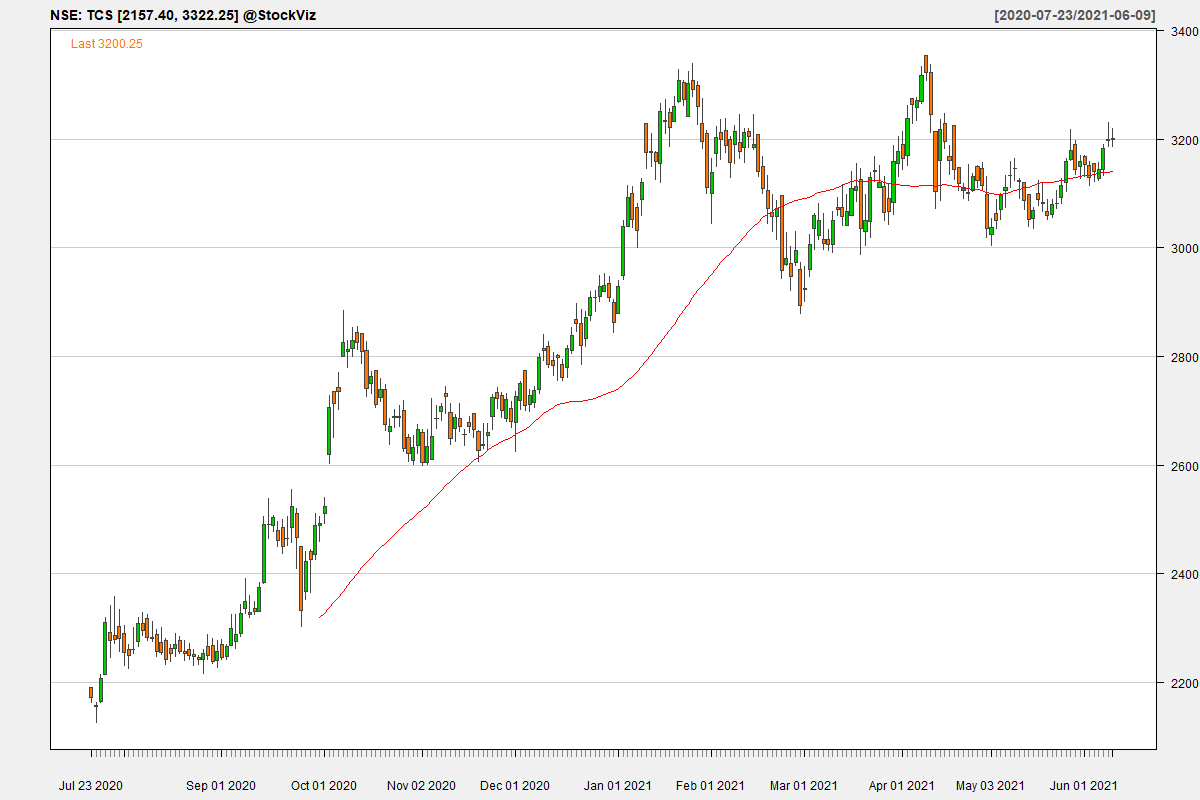 NSE: TCS [2157.40, 3322.25] @StockViz [2020-07-23/2021-06-09]
Last 3200.25
3400
3200
3000
2800
2600
2400
2200
Jul 23 2020 Sep 01 2020 Oct 01 2020 Nov 02 2020 Dec 01 2020 Jan 01 2021 Feb 01 2021 Mar 01 2021 Apr 01 2021 May 03 2021 Jun 01 2021